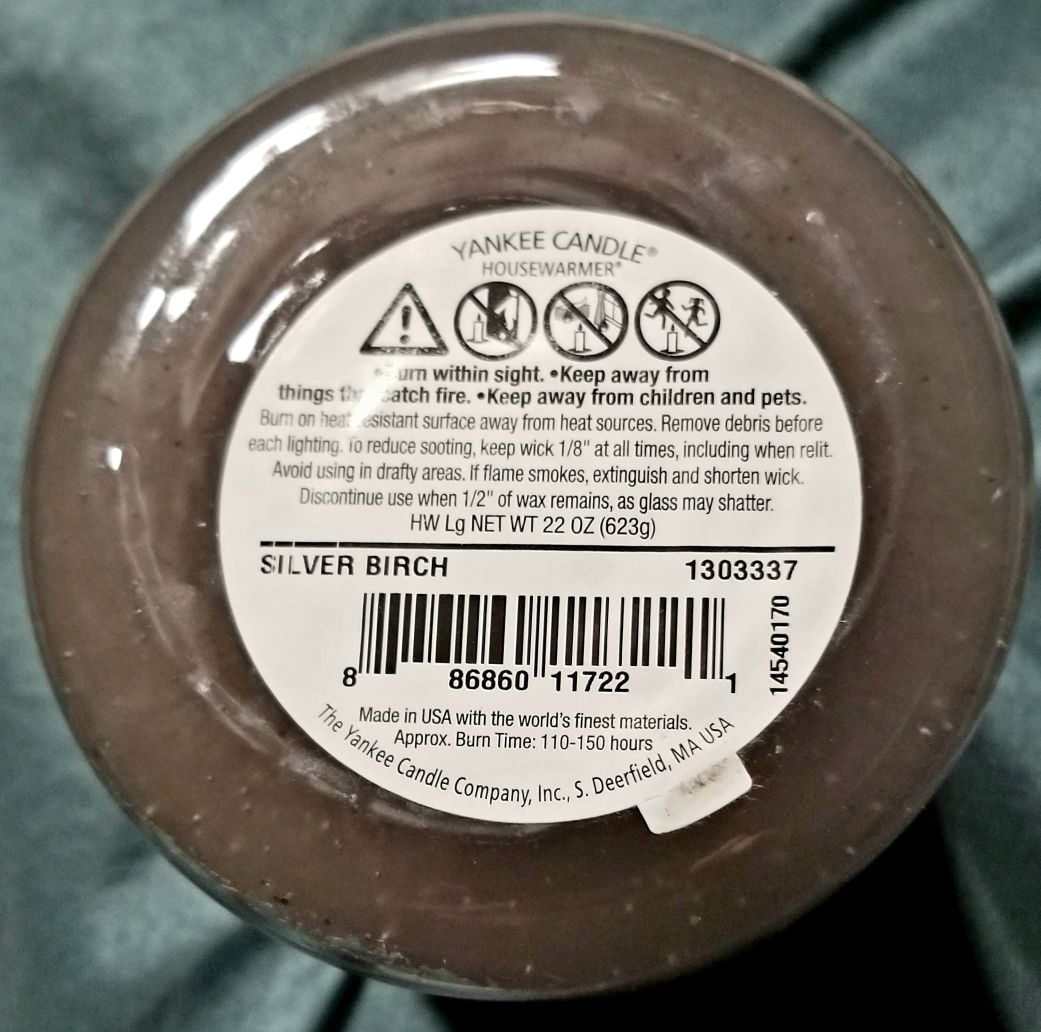 YANKEE CANDLE®
HOUSEWARMER®
•Burn within sight. •Keep away from
things that catch fire. •Keep away from children and pets.
Burn on heat resistant surface away from heat sources. Remove debris before
each lighting. To reduce sooting, keep wick 1/8" at all times, including when relit.
Avoid using in drafty areas. If flame smokes, extinguish and shorten wick.
Discontinue use when 1/2" of wax remains, as glass may shatter.
HW Lg NET WT 22 OZ (623g)
SILVER BIRCH 1303337
8 86860 11722 1
14540170
Made in USA with the world's finest materials.
Approx. Burn Time: 110-150 hours
The Yankee Candle Company, Inc., S. Deerfield, MA USA